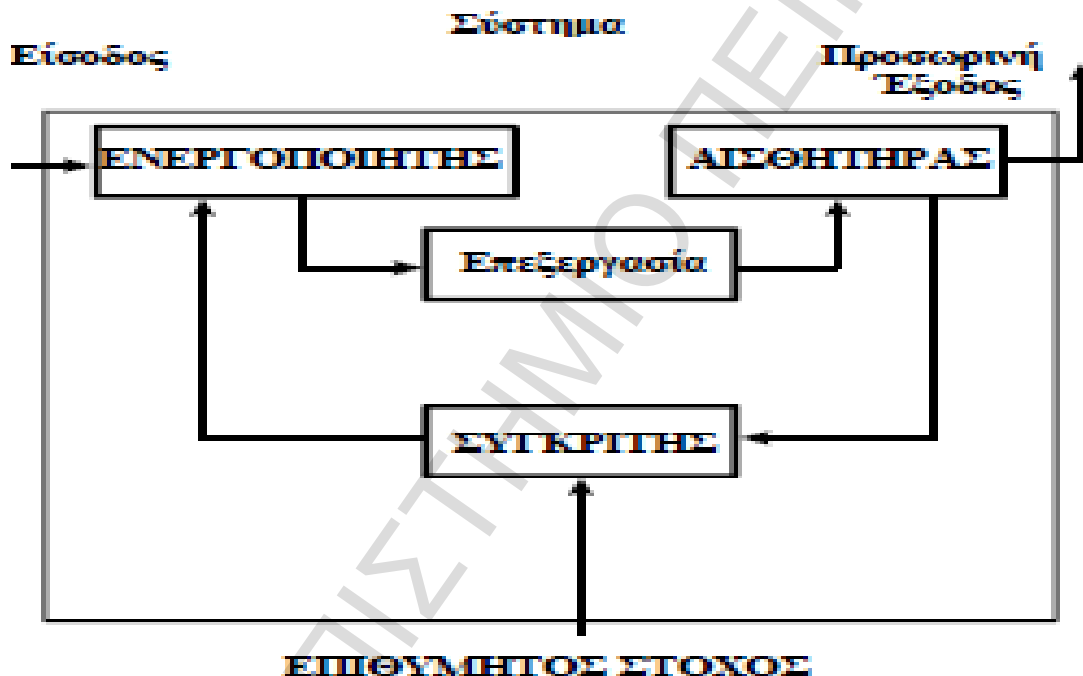 Σύστημα
Είσοδος
Προσωρινή
Έξοδος
ΕΝΕΡΓΟΠΟΙΗΤΗΣ
ΑΙΣΘΗΤΗΡΑΣ
Επεξεργασία
ΣΥΓΚΡΙΤΗΣ
ΕΠΙΘΥΜΗΤΟΣ ΣΤΟΧΟΣ